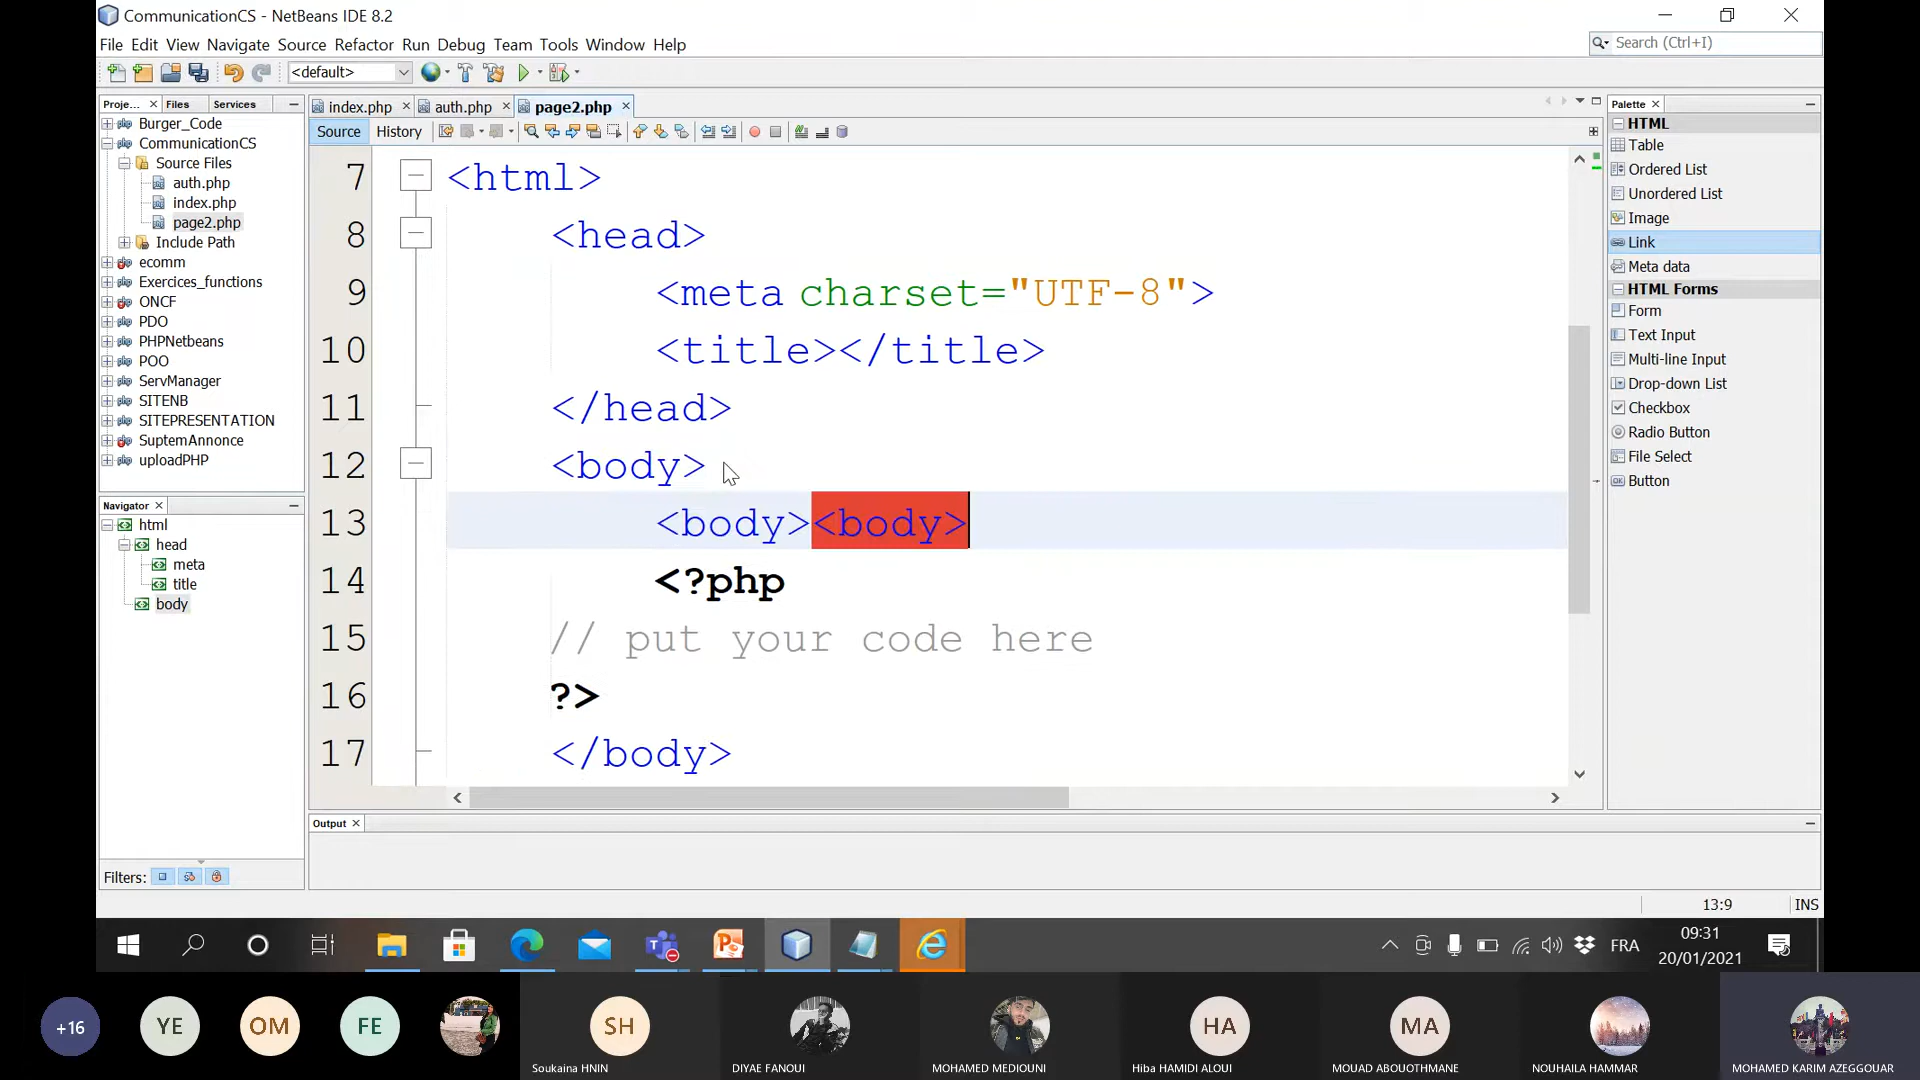 CommunicationCS - NetBeans IDE 8.2
File Edit View Navigate Source Refactor Run Debug Team Tools Window Help
Search (Ctrl+I)
<default>
Proje... Files Services
Burger_Code
CommunicationCS
Source Files
auth.php
index.php
page2.php
Include Path
ecomm
Exercices_functions
ONCF
PDO
PHPNetbeans
POO
ServManager
SITENB
SITEPRESENTATION
SuptemAnnonce
uploadPHP
Navigator
html
head
meta
title
body
Filters:
index.php auth.php page2.php
Source History
7 <html>
8 <head>
9 <meta charset="UTF-8">
10 <title></title>
11 </head>
12 <body>
13 <body><body>
14 <?php
15 // put your code here
16 ?>
17 </body>
Output
Palette
HTML
Table
Ordered List
Unordered List
Image
Link
Meta data
HTML Forms
Form
Text Input
Multi-line Input
Drop-down List
Checkbox
Radio Button
File Select
Button
13:9 INS
FRA
09:31
20/01/2021
+16
YE
OM
FE
SH
Soukaina HNIN
DIYAE FANOUI
MOHAMED MEDIOUNI
HA
Hiba HAMIDI ALOUI
MA
MOUAD ABOUOTHMANE
NOUHAILA HAMMAR
MOHAMED KARIM AZEGGOUAR